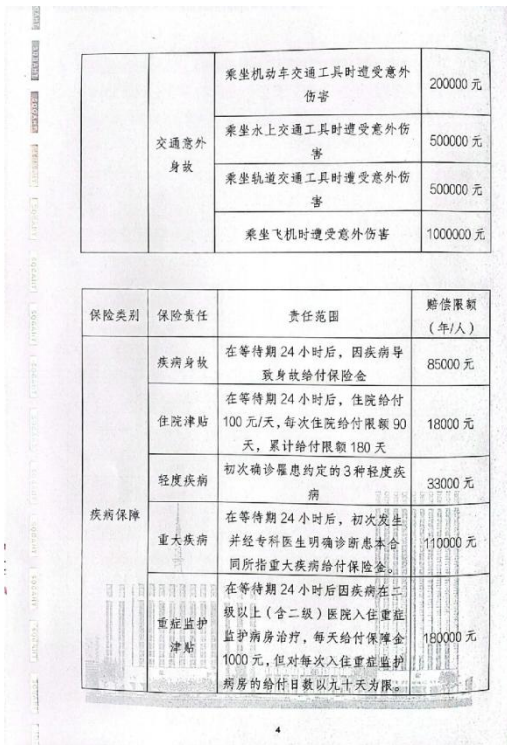 交通意外
身故
乘坐机动车交通工具时遭受意外
伤害
200000 元
乘坐水上交通工具时遭受意外伤
害
500000 元
乘坐轨道交通工具时遭受意外伤
害
500000 元
乘坐飞机时遭受意外伤害
1000000 元
保险类别
保险责任
责任范围
赔偿限额
（年/人）
疾病保障
疾病身故
在等待期 24 小时后，因疾病导
致身故给付保险金
85000 元
住院津贴
在等待期 24 小时后，住院给付
100 元/天，每次住院给付限额 90
天，累计给付限额 180 天
18000 元
轻度疾病
初次确诊罹患约定的 3 种轻度疾
病
33000 元
重大疾病
在等待期 24 小时后，初次发生
并经专科医生明确诊断患本合
同所指重大疾病给付保险金。
110000 元
重症监护
津贴
在等待期 24 小时后因疾病在二
级以上（含二级）医院入住重症
监护病房治疗，每天给付保障金
1000 元，但对每次入住重症监护
病房的给付日数以九十天为限。
180000 元
4